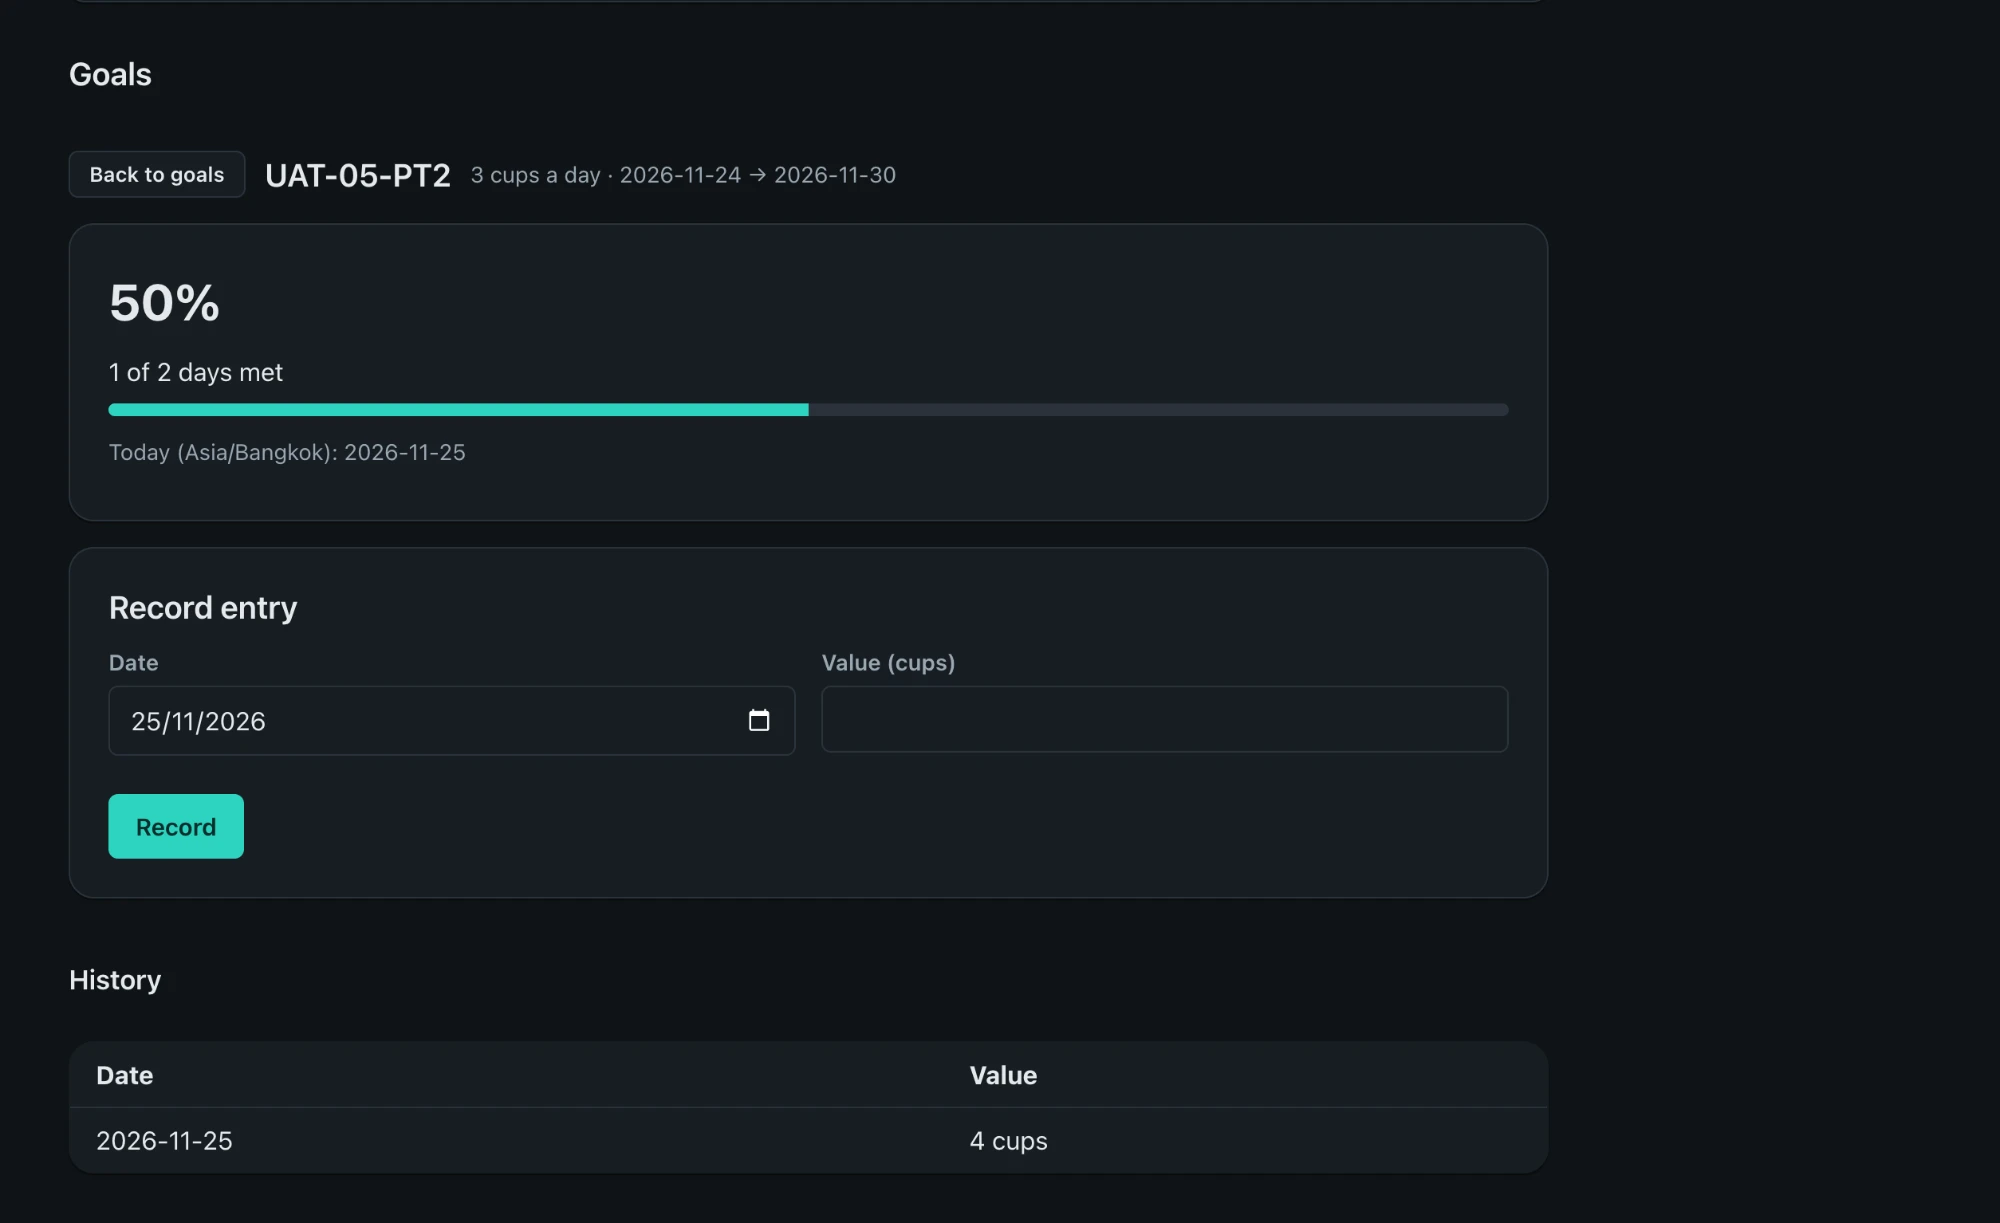 Goals
Back to goals UAT-05-PT2 3 cups a day · 2026-11-24 → 2026-11-30
50%
1 of 2 days met
Today (Asia/Bangkok): 2026-11-25
Record entry
Date Value (cups)
25/11/2026
Record
History
Date Value
2026-11-25 4 cups